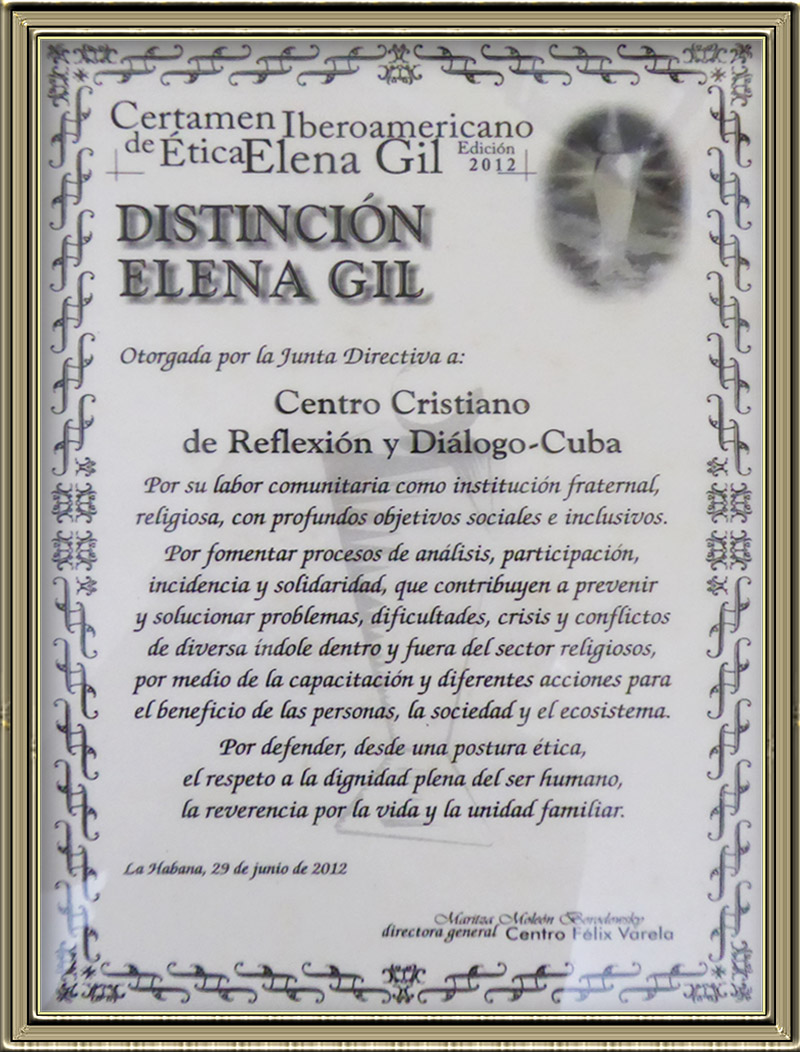 Certamen Iberoamericano
de Ética Elena Gil Edición 2012
DISTINCIÓN
ELENA GIL
Otorgada por la Junta Directiva a:
Centro Cristiano
de Reflexión y Diálogo-Cuba
Por su labor comunitaria como institución fraternal,
religiosa, con profundos objetivos sociales e inclusivos.
Por fomentar procesos de análisis, participación,
incidencia y solidaridad, que contribuyen a prevenir
y solucionar problemas, dificultades, crisis y conflictos
de diversa índole dentro y fuera del sector religiosos,
por medio de la capacitación y diferentes acciones para
el beneficio de las personas, la sociedad y el ecosistema.
Por defender, desde una postura ética,
el respeto a la dignidad plena del ser humano,
la reverencia por la vida y la unidad familiar.
La Habana, 29 de junio de 2012
Maritza Moleón
directora general Centro Félix Varela